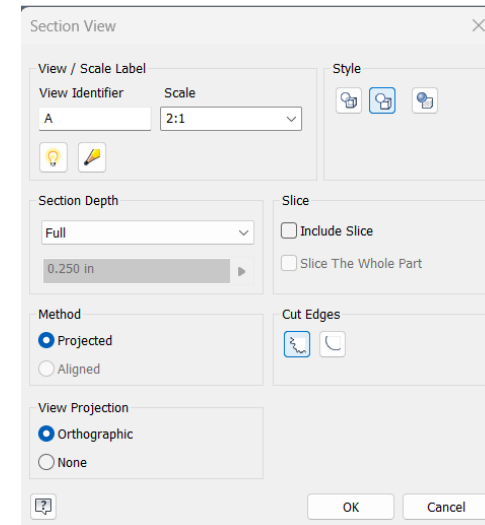 Section View
View / Scale Label
View Identifier
Scale
A
2:1
Style
Section Depth
Full
0.250 in
Slice
Include Slice
Slice The Whole Part
Method
Projected
Aligned
Cut Edges
View Projection
Orthographic
None
?
OK
Cancel